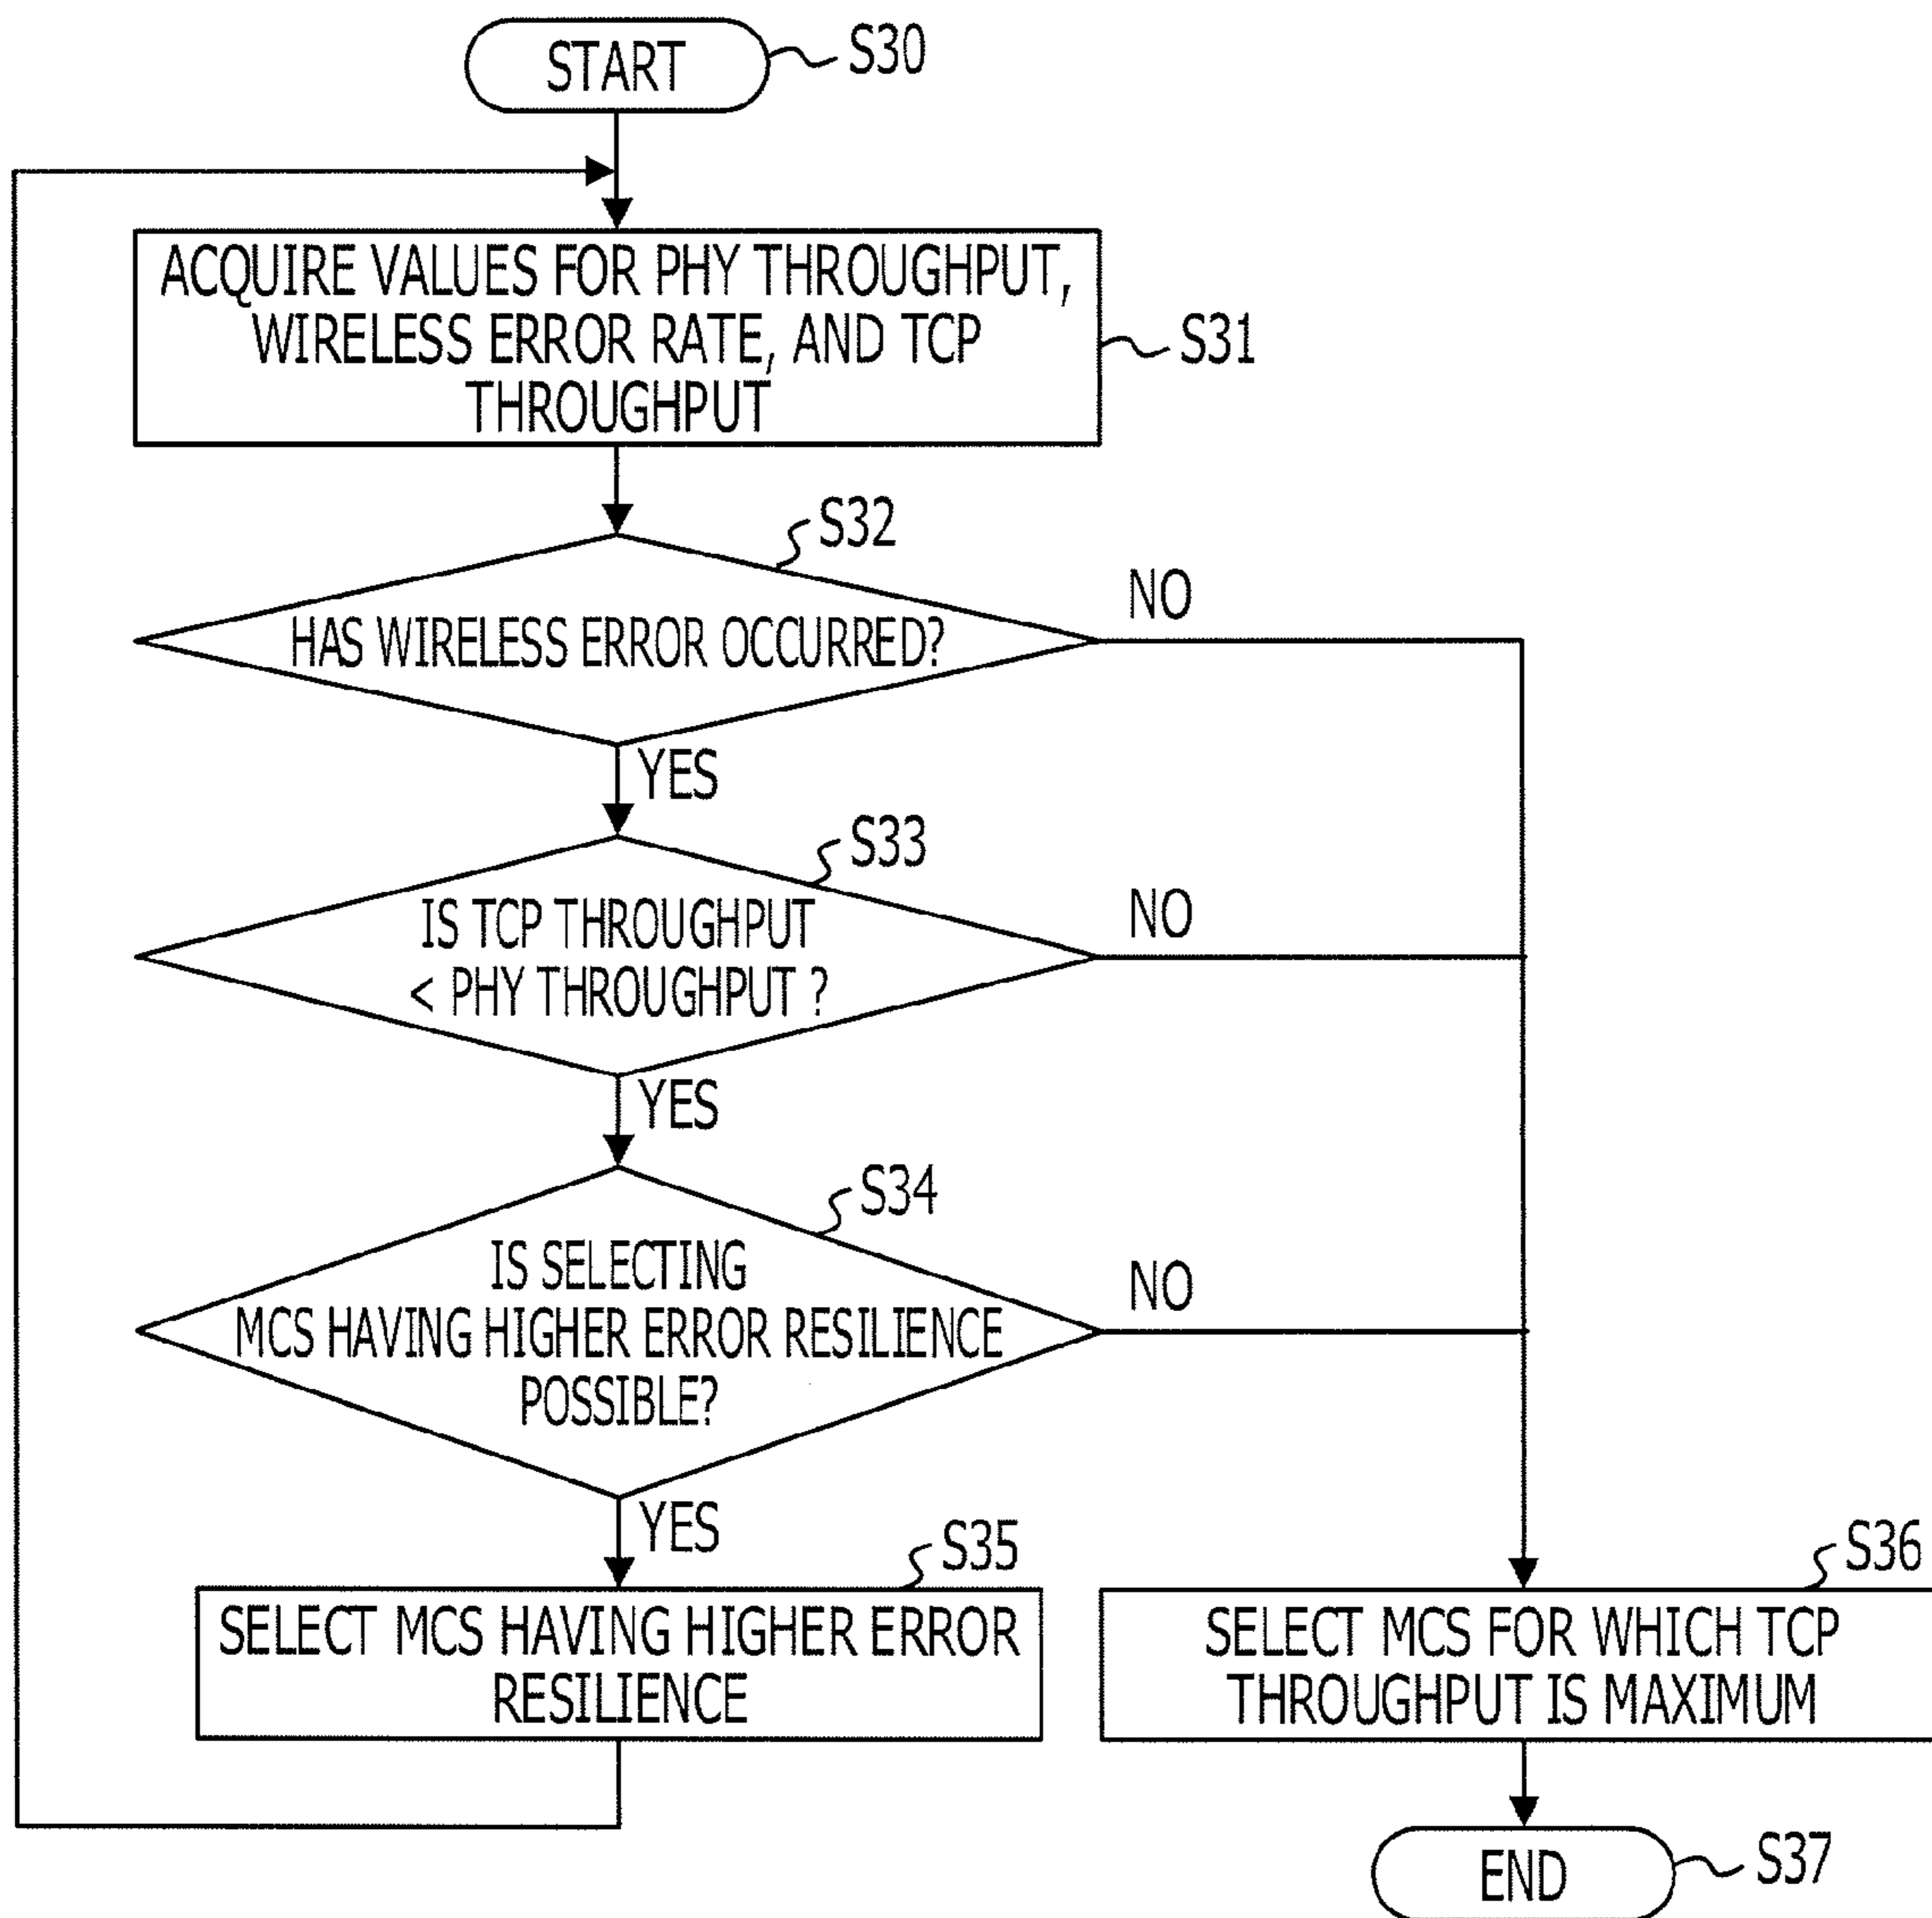 START
S30
ACQUIRE VALUES FOR PHY THROUGHPUT,
WIRELESS ERROR RATE, AND TCP
THROUGHPUT
S31
S32
HAS WIRELESS ERROR OCCURRED?
NO
YES
S33
IS TCP THROUGHPUT
< PHY THROUGHPUT ?
NO
YES
S34
IS SELECTING
MCS HAVING HIGHER ERROR RESILIENCE
POSSIBLE?
NO
YES
S35
SELECT MCS HAVING HIGHER ERROR
RESILIENCE
S36
SELECT MCS FOR WHICH TCP
THROUGHPUT IS MAXIMUM
END
S37